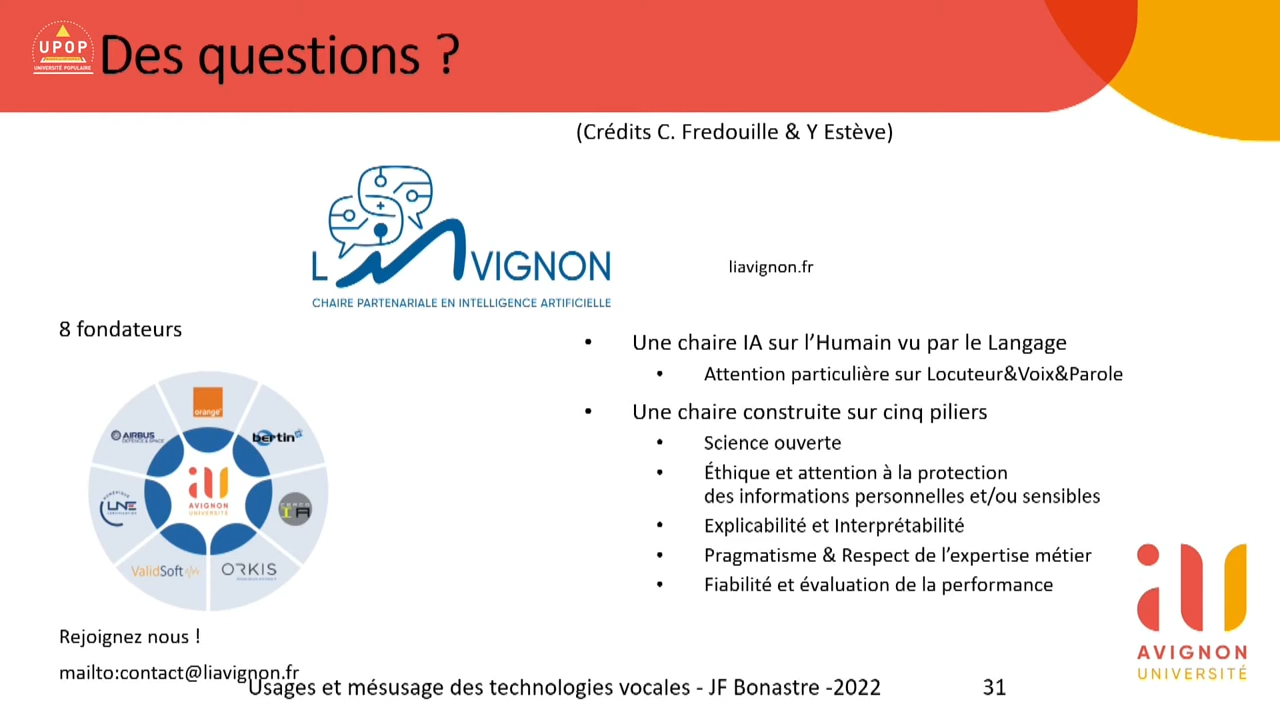 UPOP
UNIVERSITÉ POPULAIRE
Des questions ?
(Crédits C. Fredouille & Y Estève)
LIAVIGNON
CHAIRE PARTENARIALE EN INTELLIGENCE ARTIFICIELLE
liavignon.fr
8 fondateurs
orange
AIRBUS
DEFENCE & SPACE
bertin
LNE
AVIGNON
UNIVERSITÉ
ValidSoft
ORKIS
• Une chaire IA sur l’Humain vu par le Langage
• Attention particulière sur Locuteur&Voix&Parole
• Une chaire construite sur cinq piliers
• Science ouverte
• Éthique et attention à la protection
des informations personnelles et/ou sensibles
• Explicabilité et Interprétabilité
• Pragmatisme & Respect de l’expertise métier
• Fiabilité et évaluation de la performance
Rejoignez nous !
mailto:contact@liavignon.fr
AVIGNON
UNIVERSITÉ
Usages et mésusage des technologies vocales - JF Bonastre -2022
31